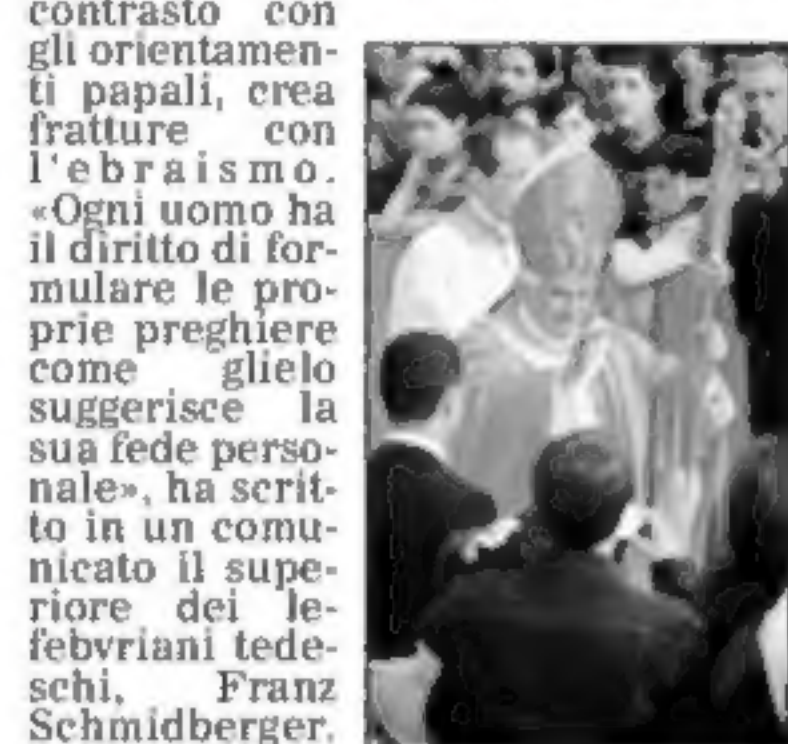 contrasto con
gli orientamen-
ti papali, crea
fratture con
l'ebraismo.
«Ogni uomo ha
il diritto di for-
mulare le pro-
prie preghiere
come glielo
suggerisce la
sua fede perso-
nale», ha scrit-
to in un comu-
nicato il supe-
riore dei le-
febvriani tede-
schi, Franz
Schmidberger.